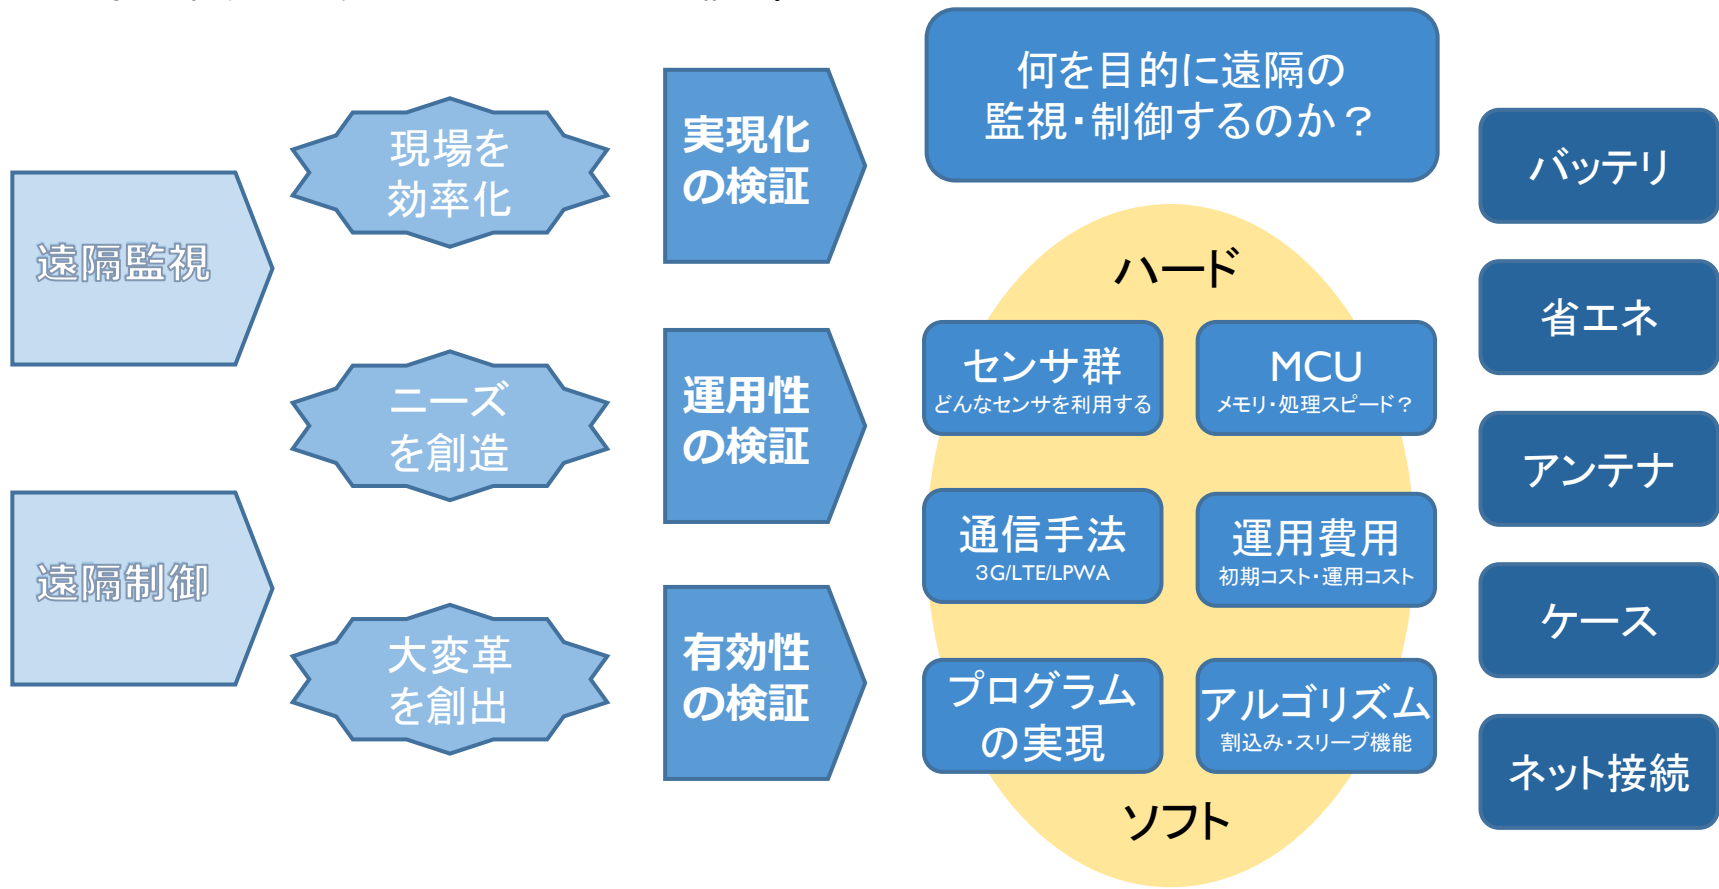 遠隔監視
遠隔制御
現場を
効率化
ニーズ
を創造
大変革
を創出
実現化
の検証
運用性
の検証
有効性
の検証
何を目的に遠隔の
監視・制御するのか？
ハード
センサ群
どんなセンサを利用する
MCU
メモリ・処理スピード？
通信手法
3G/LTE/LPWA
運用費用
初期コスト・運用コスト
プログラム
の実現
アルゴリズム
割込み・スリープ機能
ソフト
バッテリ
省エネ
アンテナ
ケース
ネット接続